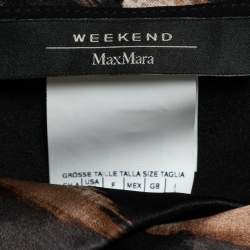 WEEKEND
MaxMara
GRÖSSE TAILLE TALLA SIZE TAGLIA
USA F MEX GB I